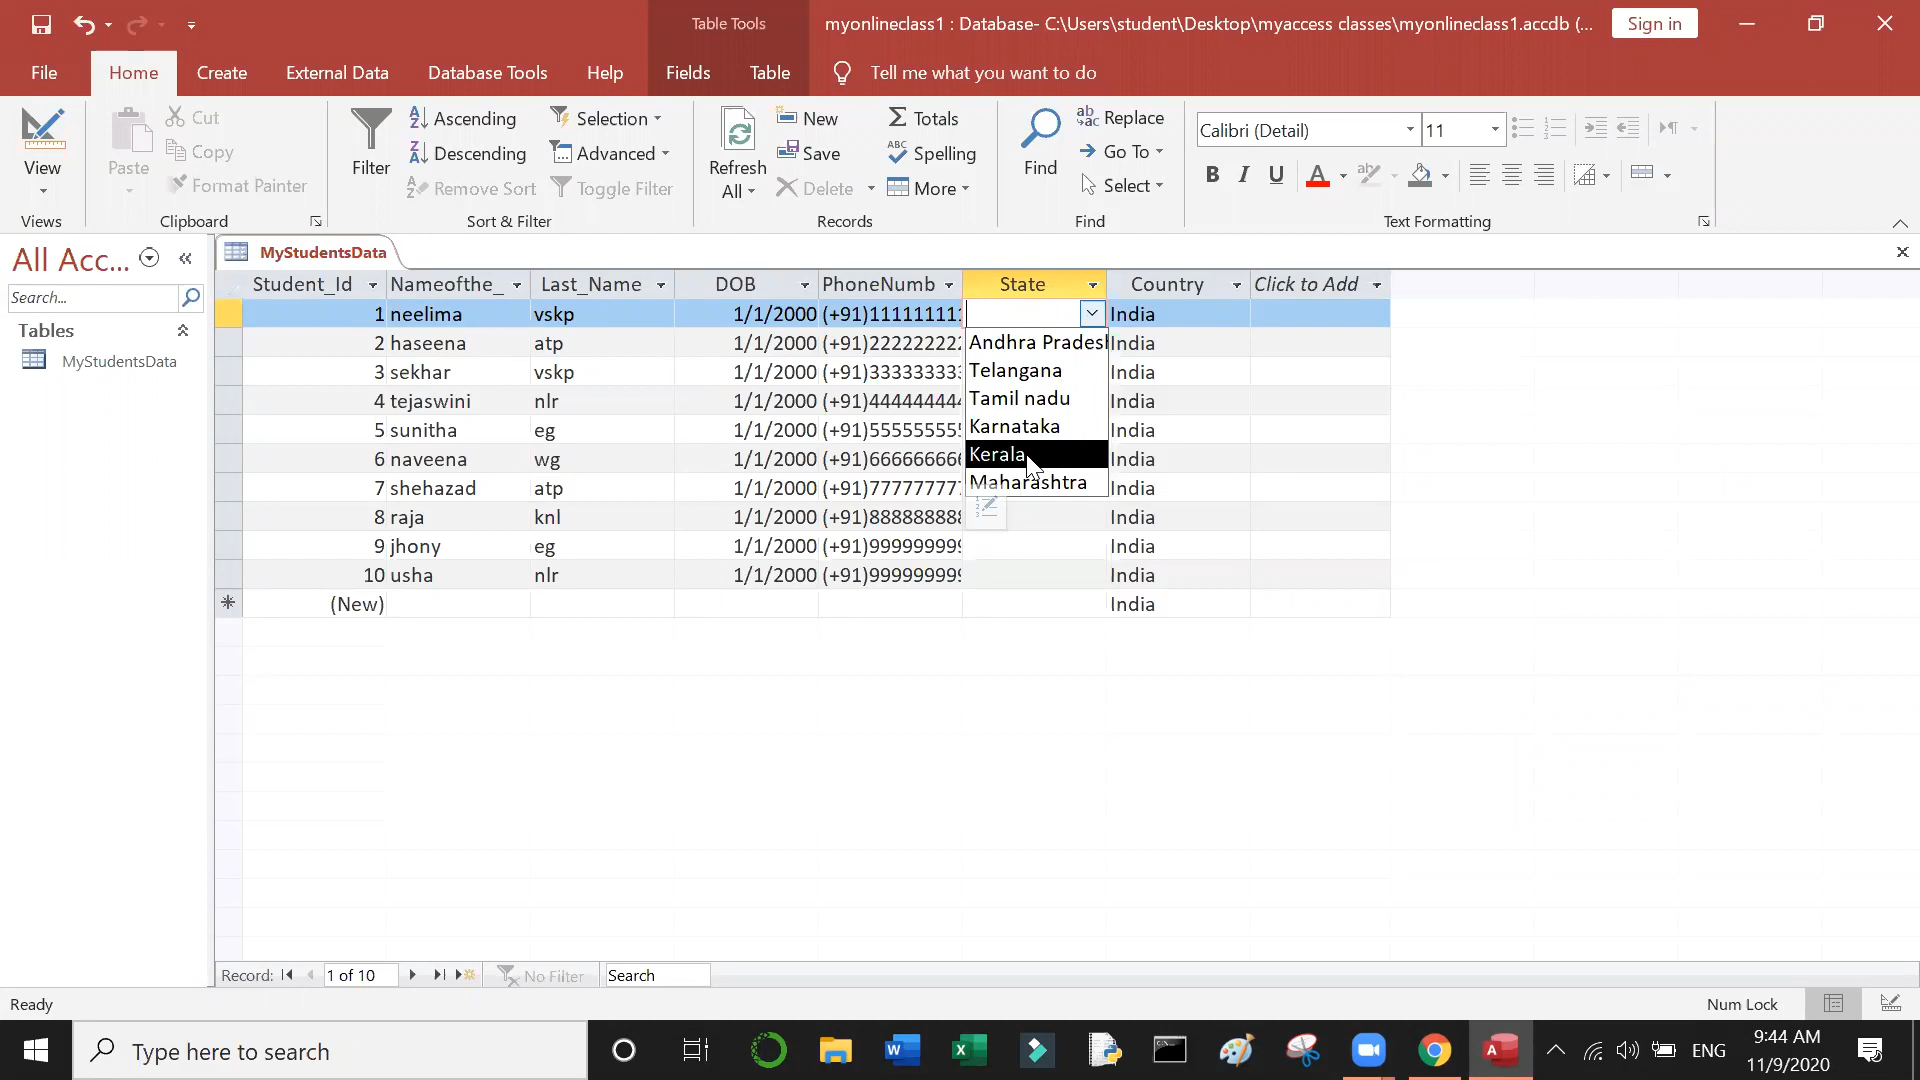 Table Tools
myonlineclass1 : Database- C:\Users\student\Desktop\myaccess classes\myonlineclass1.accdb (...
Sign in
File Home Create External Data Database Tools Help Fields Table Tell me what you want to do
View
Views
Paste
Cut
Copy
Format Painter
Clipboard
Filter
Ascending
Descending
Remove Sort
Selection
Advanced
Toggle Filter
Sort & Filter
Refresh
All
New
Save
Delete
Totals
Spelling
More
Records
Find
Replace
Go To
Select
Find
Calibri (Detail) 11
B I U A
Text Formatting
All Acc...
Search...
Tables
MyStudentsData
MyStudentsData
Student_Id Nameofthe_ Last_Name DOB PhoneNumb State Country Click to Add
1 neelima vskp 1/1/2000 (+91)111111111 India
2 haseena atp 1/1/2000 (+91)222222222 India
3 sekhar vskp 1/1/2000 (+91)333333333 India
4 tejaswini nlr 1/1/2000 (+91)444444444 India
5 sunitha eg 1/1/2000 (+91)555555555 India
6 naveena wg 1/1/2000 (+91)666666666 India
7 shehazad atp 1/1/2000 (+91)777777777 India
8 raja knl 1/1/2000 (+91)888888888 India
9 jhony eg 1/1/2000 (+91)999999999 India
10 usha nlr 1/1/2000 (+91)999999999 India
(New) India
Andhra Pradesh
Telangana
Tamil nadu
Karnataka
Kerala
Maharashtra
Record: 1 of 10 No Filter Search
Ready
Num Lock
Type here to search
ENG
9:44 AM
11/9/2020